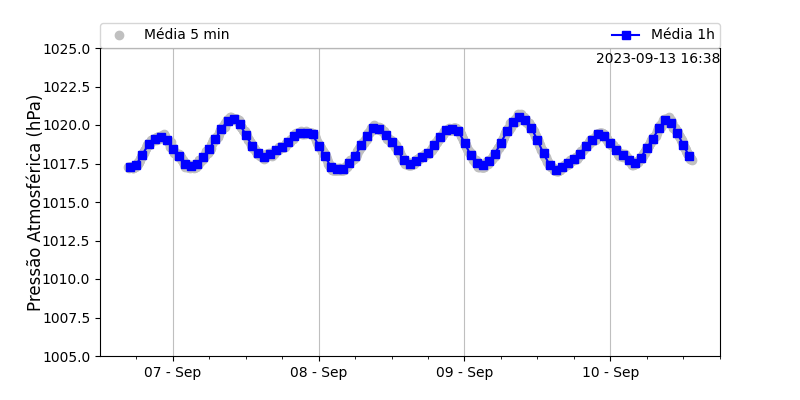 Média 5 min
Média 1h
2023-09-13 16:38
Pressão Atmosférica (hPa)
1025.0
1022.5
1020.0
1017.5
1015.0
1012.5
1010.0
1007.5
1005.0
07 - Sep
08 - Sep
09 - Sep
10 - Sep